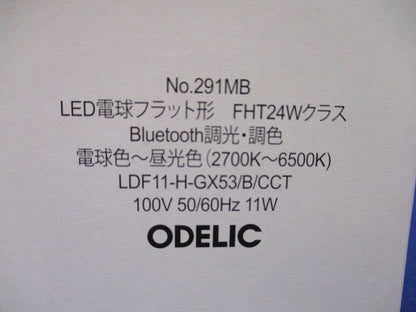 No.291MB
LED電球フラット形　FHT24Wクラス
Bluetooth調光・調色
電球色～昼光色(2700K～6500K)
LDF11-H-GX53/B/CCT
100V 50/60Hz 11W
ODELIC